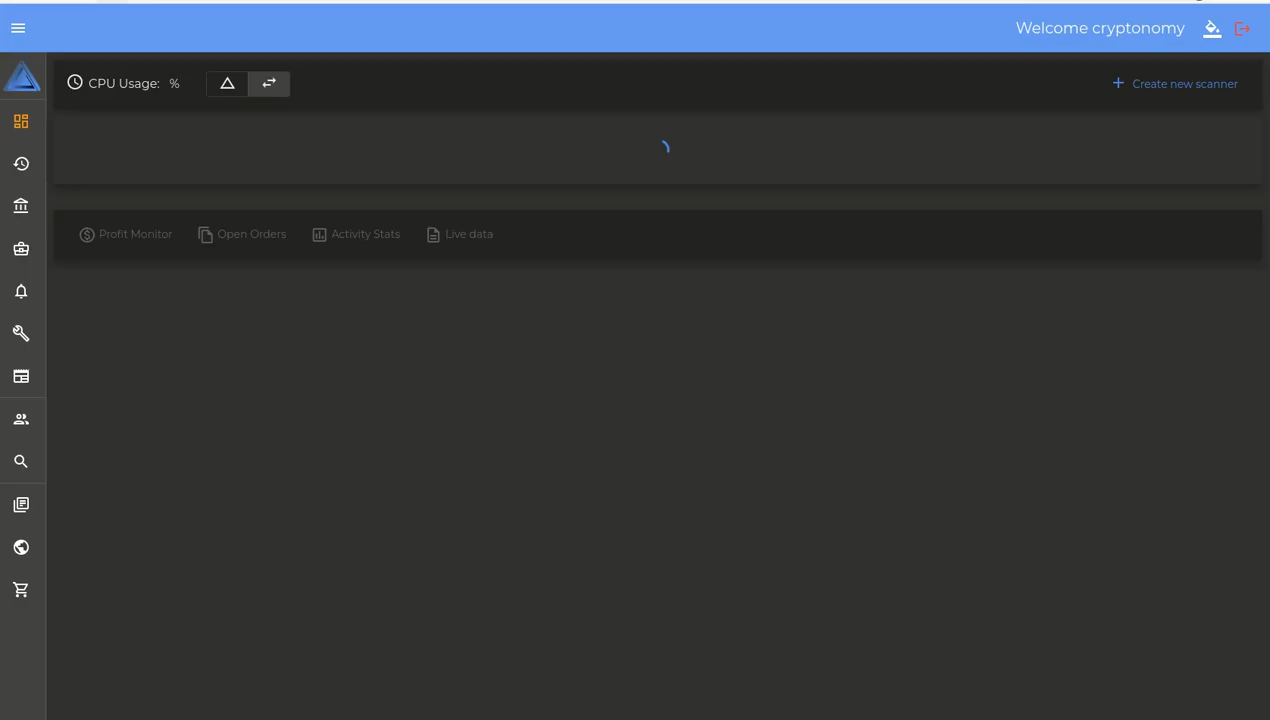 Welcome cryptonomy
CPU Usage: %
Create new scanner
Profit Monitor
Open Orders
Activity Stats
Live data